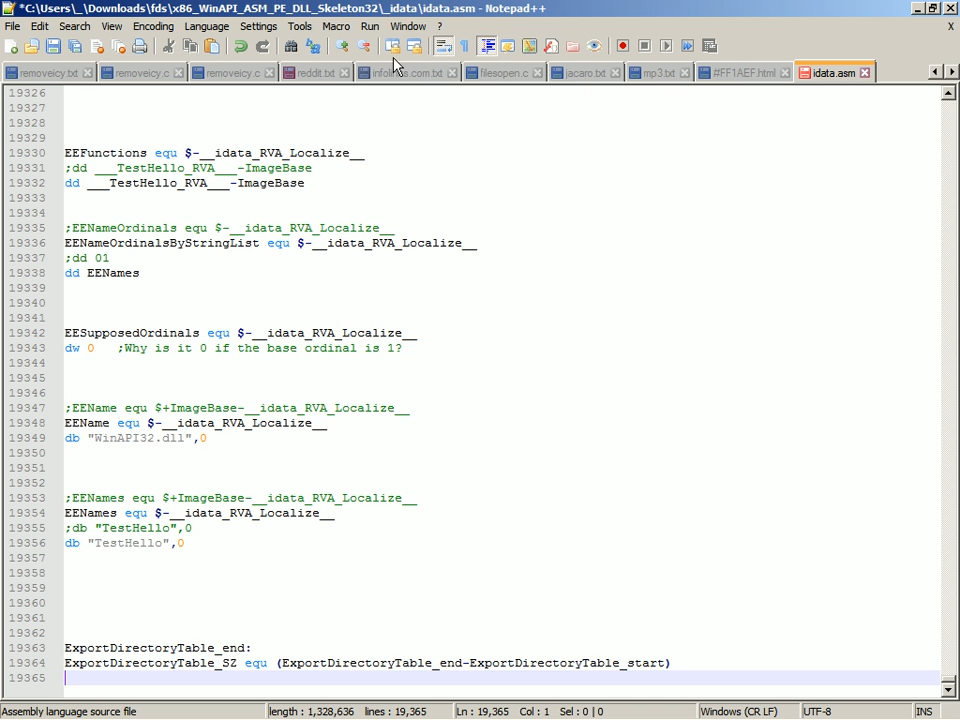 *C:\Users\_\Downloads\fds\x86_WinAPI_ASM_PE_DLL_Skeleton32\_idata\idata.asm - Notepad++
File Edit Search View Encoding Language Settings Tools Macro Run Window ? X
removeicy.txt removeicy.c removeicy.c reddit.txt .com.bt filesopen.c jacaro.txt mp3.txt #FF1AEF.html idata.asm
19326
19327
19328
19329
19330 EEFunctions equ $-__idata_RVA_Localize__
19331 ;dd ___TestHello_RVA___-ImageBase
19332 dd ___TestHello_RVA___-ImageBase
19333
19334
19335 ;EENameOrdinals equ $-__idata_RVA_Localize__
19336 EENameOrdinalsByStringList equ $-__idata_RVA_Localize__
19337 ;dd 01
19338 dd EENames
19339
19340
19341
19342 EESupposedOrdinals equ $-__idata_RVA_Localize__
19343 dw 0 ;Why is it 0 if the base ordinal is 1?
19344
19345
19346
19347 ;EEName equ $+ImageBase-__idata_RVA_Localize__
19348 EEName equ $-__idata_RVA_Localize__
19349 db "WinAPI32.dll",0
19350
19351
19352
19353 ;EENames equ $+ImageBase-__idata_RVA_Localize__
19354 EENames equ $-__idata_RVA_Localize__
19355 ;db "TestHello",0
19356 db "TestHello",0
19357
19358
19359
19360
19361
19362
19363 ExportDirectoryTable_end:
19364 ExportDirectoryTable_SZ equ (ExportDirectoryTable_end-ExportDirectoryTable_start)
19365
Assembly language source file length : 1,328,636 lines : 19,365 Ln : 19,365 Col : 1 Sel : 0 | 0 Windows (CR LF) UTF-8 INS